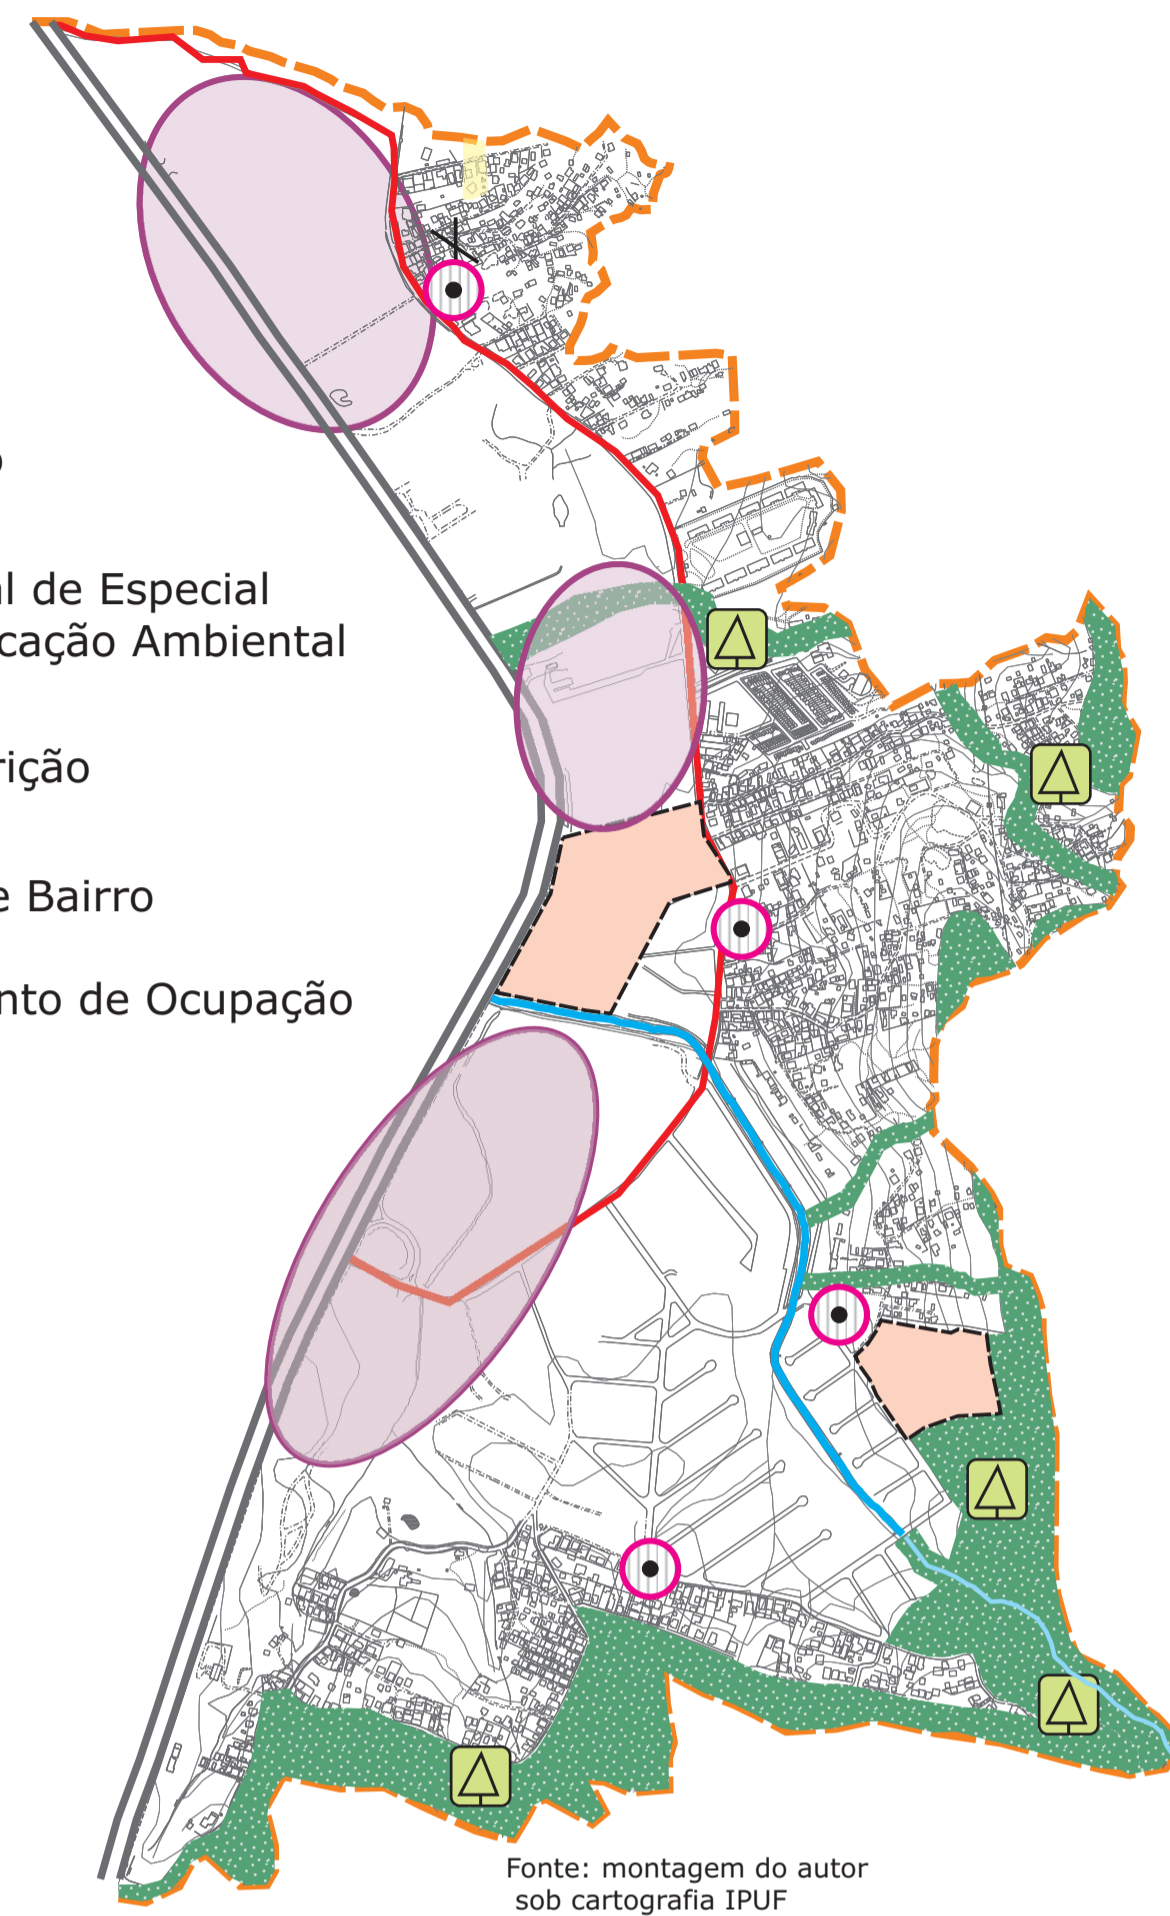 l de Especial
cação Ambiental
rição
e Bairro
nto de Ocupação
Fonte: montagem do autor
sob cartografia IPUF